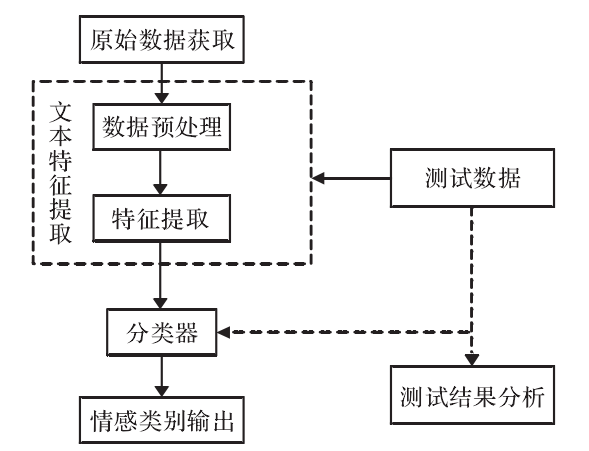 原始数据获取
文本特征提取
数据预处理
特征提取
测试数据
分类器
测试结果分析
情感类别输出